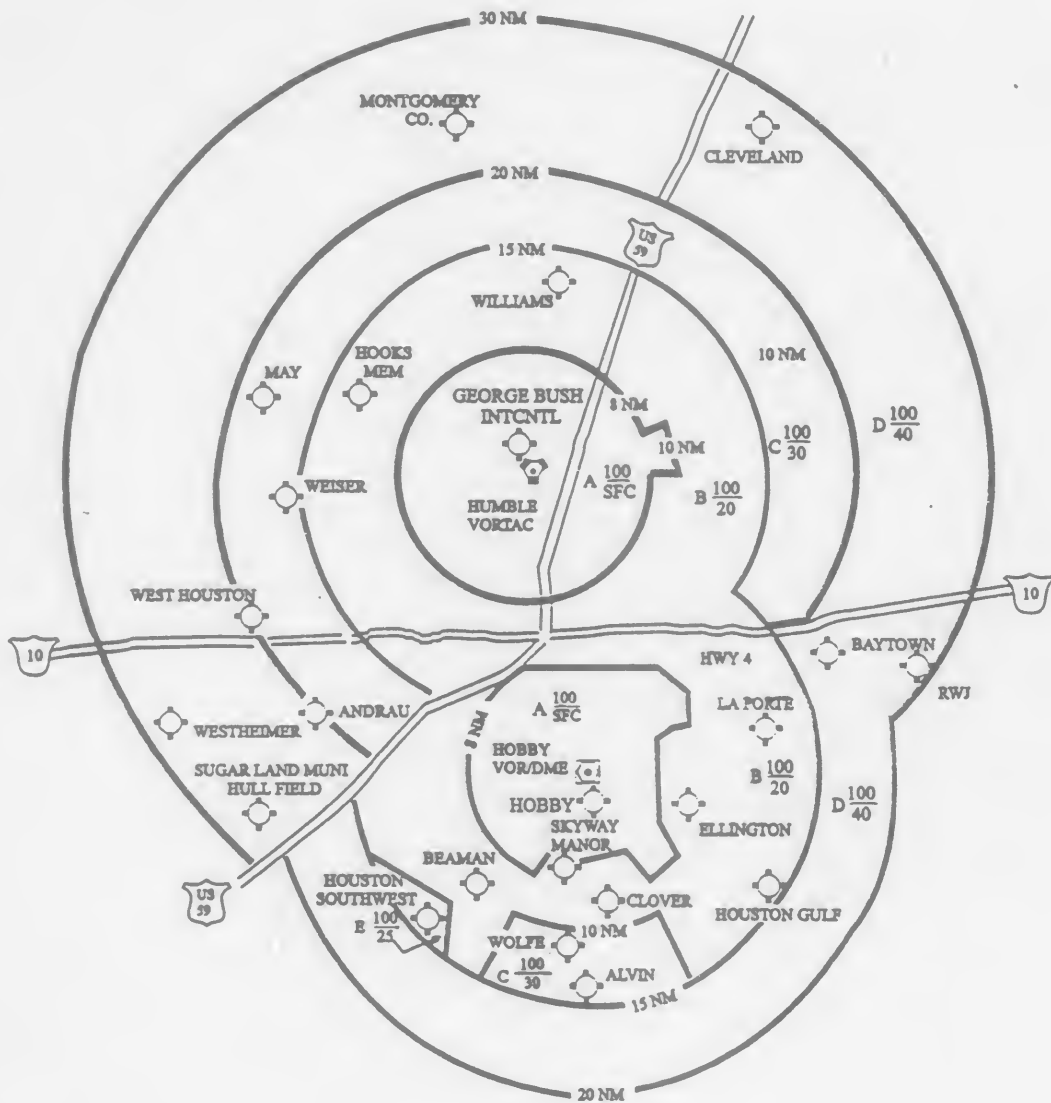 30 NM
MONTGOMERY
CO.
CLEVELAND
20 NM
US
59
15 NM
WILLIAMS
10 NM
HOOKS
MEM
MAY
GEORGE BUSH
INTCNTL
8 NM
D 100
40
C 100
30
10 NM
A 100
SFC
B 100
20
WEISER
HUMBLE
VORTAC
WEST HOUSTON
10
10
HWY 4
BAYTOWN
RWJ
ANDRAU
WESTHEIMER
A 100
SFC
LA PORTE
8 NM
HOBBY
VOR/DME
B 100
20
SUGAR LAND MUNI
HULL FIELD
HOBBY
ELLINGTON
D 100
40
SKYWAY
MANOR
BEAMAN
US
59
HOUSTON
SOUTHWEST
E 100
25
CLOVER
HOUSTON GULF
10 NM
WOLFE
C 100
30
ALVIN
15 NM
20 NM